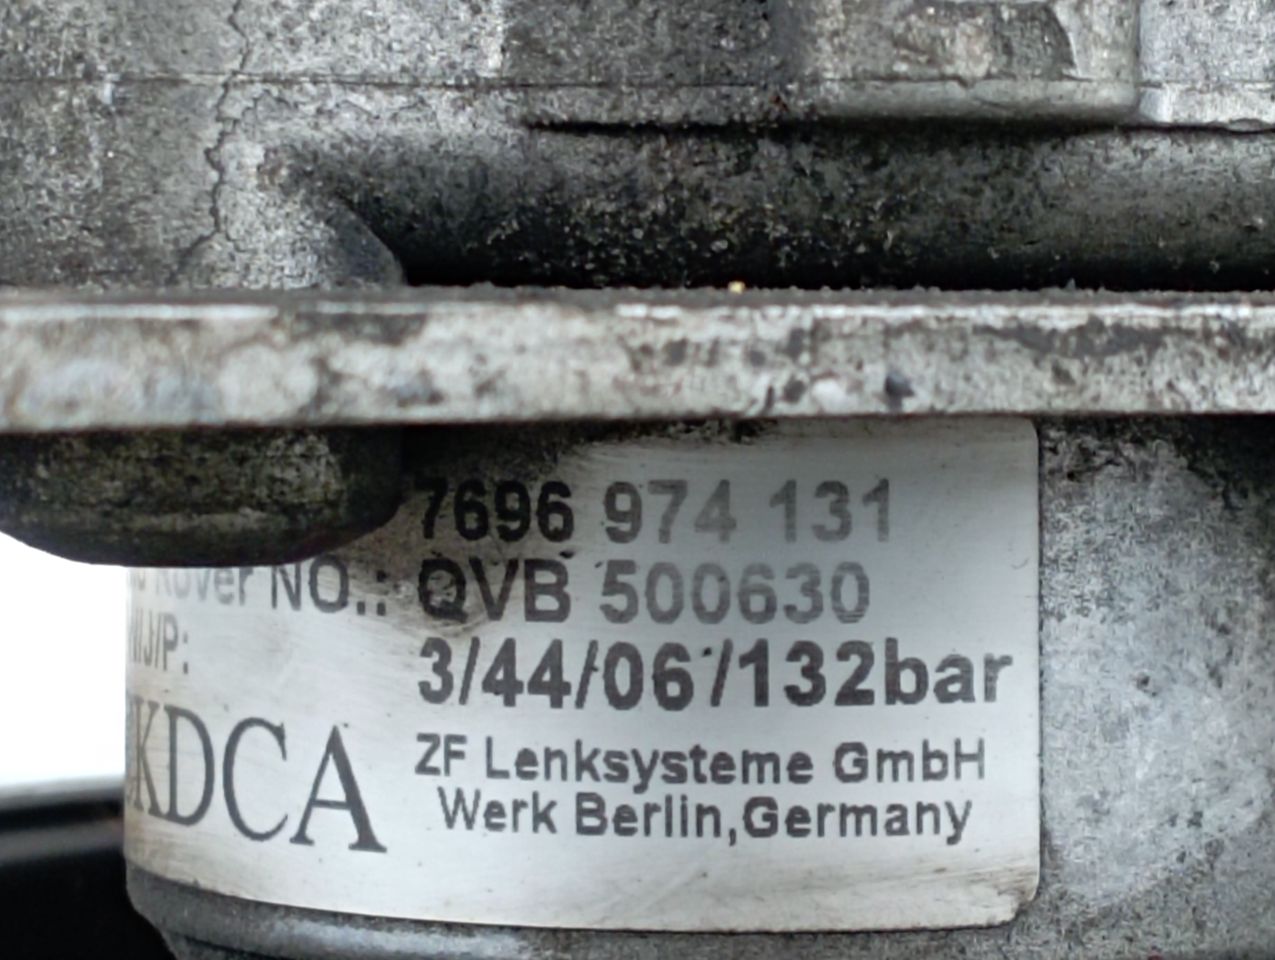 7696 974 131
Rover NO.: QVB 500630
/J/P: 3/44/06/132bar
KDCA
ZF Lenksysteme GmbH
Werk Berlin,Germany